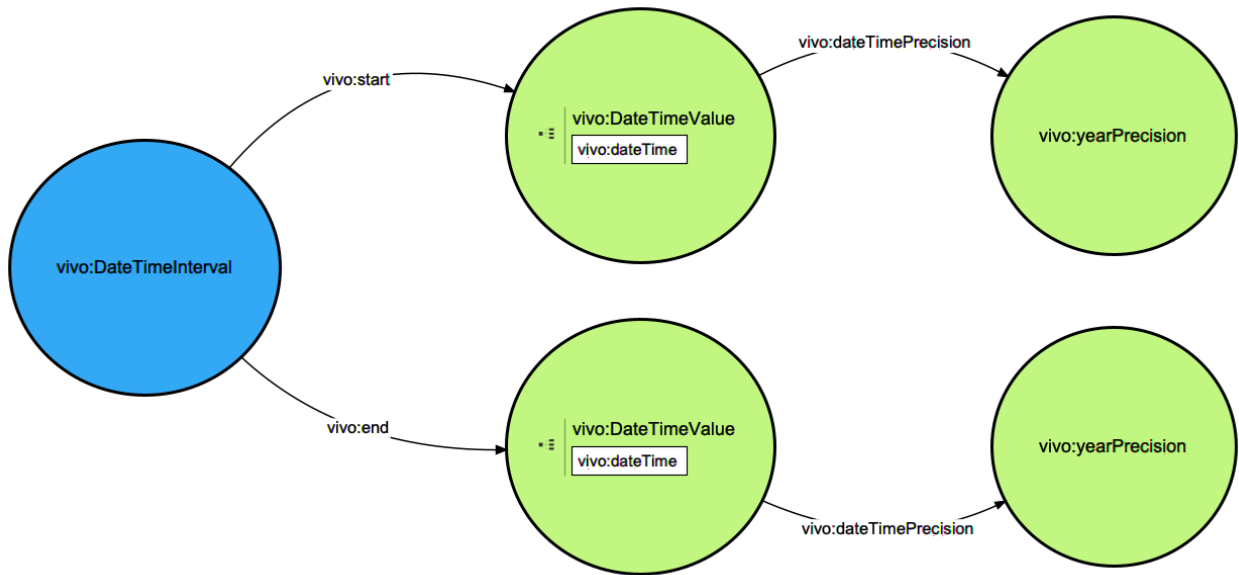 vivo:dateTimePrecision
vivo:start
vivo:DateTimeValue
vivo:dateTime
vivo:yearPrecision
vivo:DateTimeInterval
vivo:end
vivo:DateTimeValue
vivo:dateTime
vivo:yearPrecision
vivo:dateTimePrecision